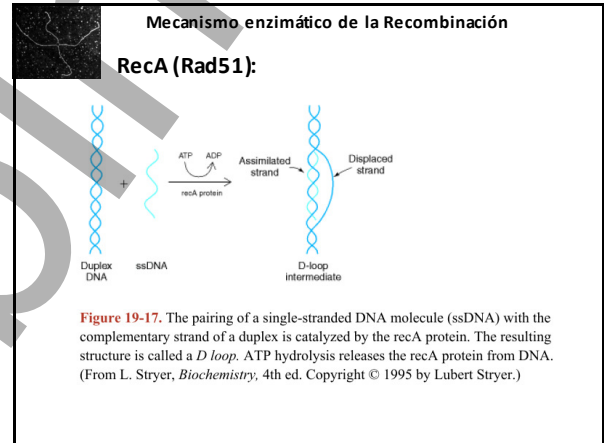 Mecanismo enzimático de la Recombinación
RecA (Rad51):
ATP ADP
recA protein
+
Assimilated
strand
Displaced
strand
Duplex
DNA
ssDNA
D-loop
intermediate
Figure 19-17. The pairing of a single-stranded DNA molecule (ssDNA) with the
complementary strand of a duplex is catalyzed by the recA protein. The resulting
structure is called a D loop. ATP hydrolysis releases the recA protein from DNA.
(From L. Stryer, Biochemistry, 4th ed. Copyright © 1995 by Lubert Stryer.)